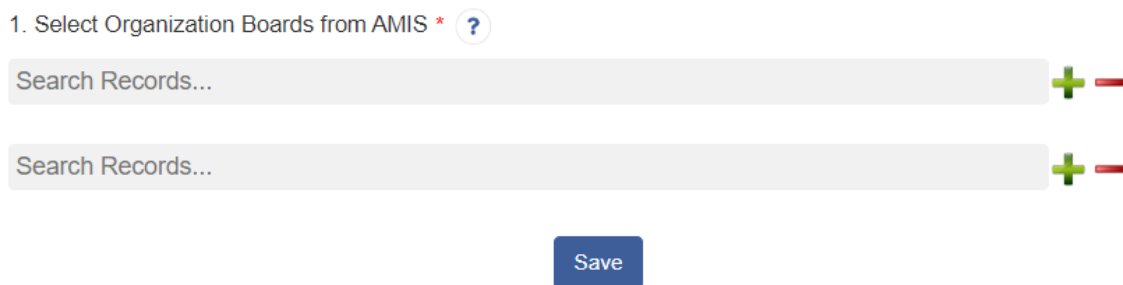 1. Select Organization Boards from AMIS * ?
Search Records...
Search Records...
Save